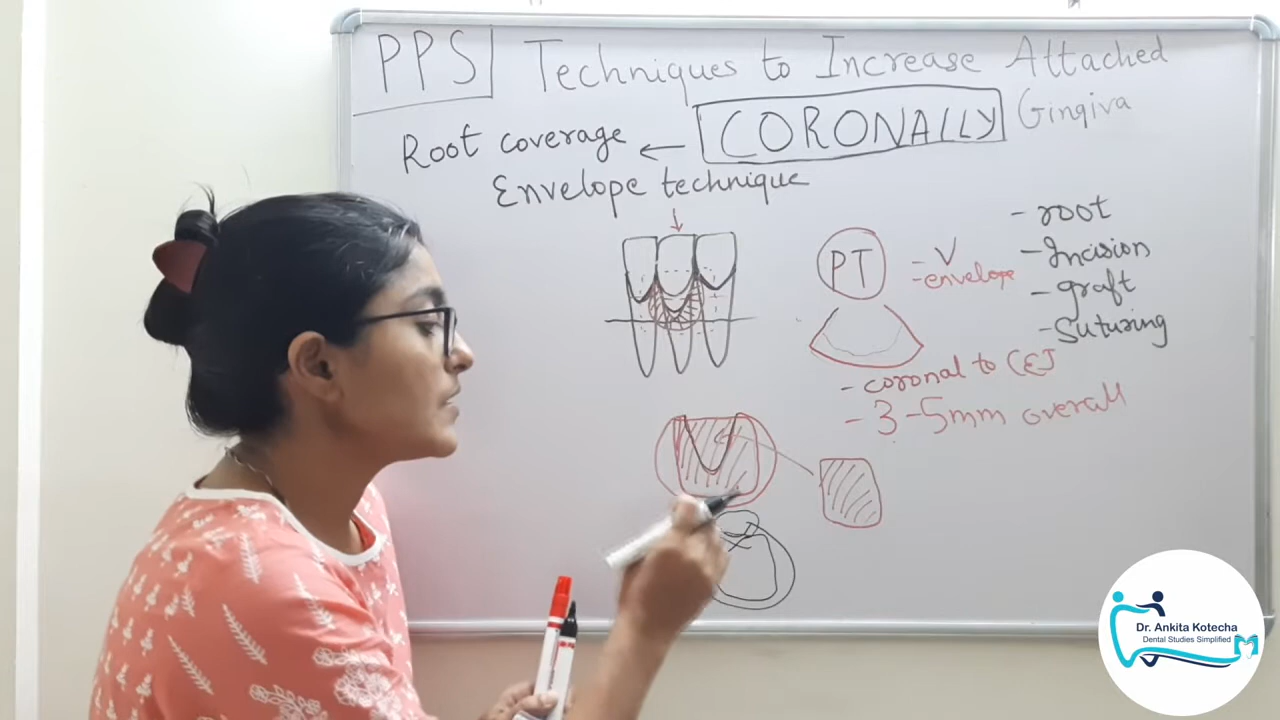 PPS Techniques to Increase Attached
Gingiva
CORONALLY
Root coverage ←
Envelope technique
PT
- V
- envelope
- root
- Incision
- graft
- Suturing
- coronal to CEJ
- 3-5mm overall
Dr. Ankita Kotecha
Dental Studies Simplified